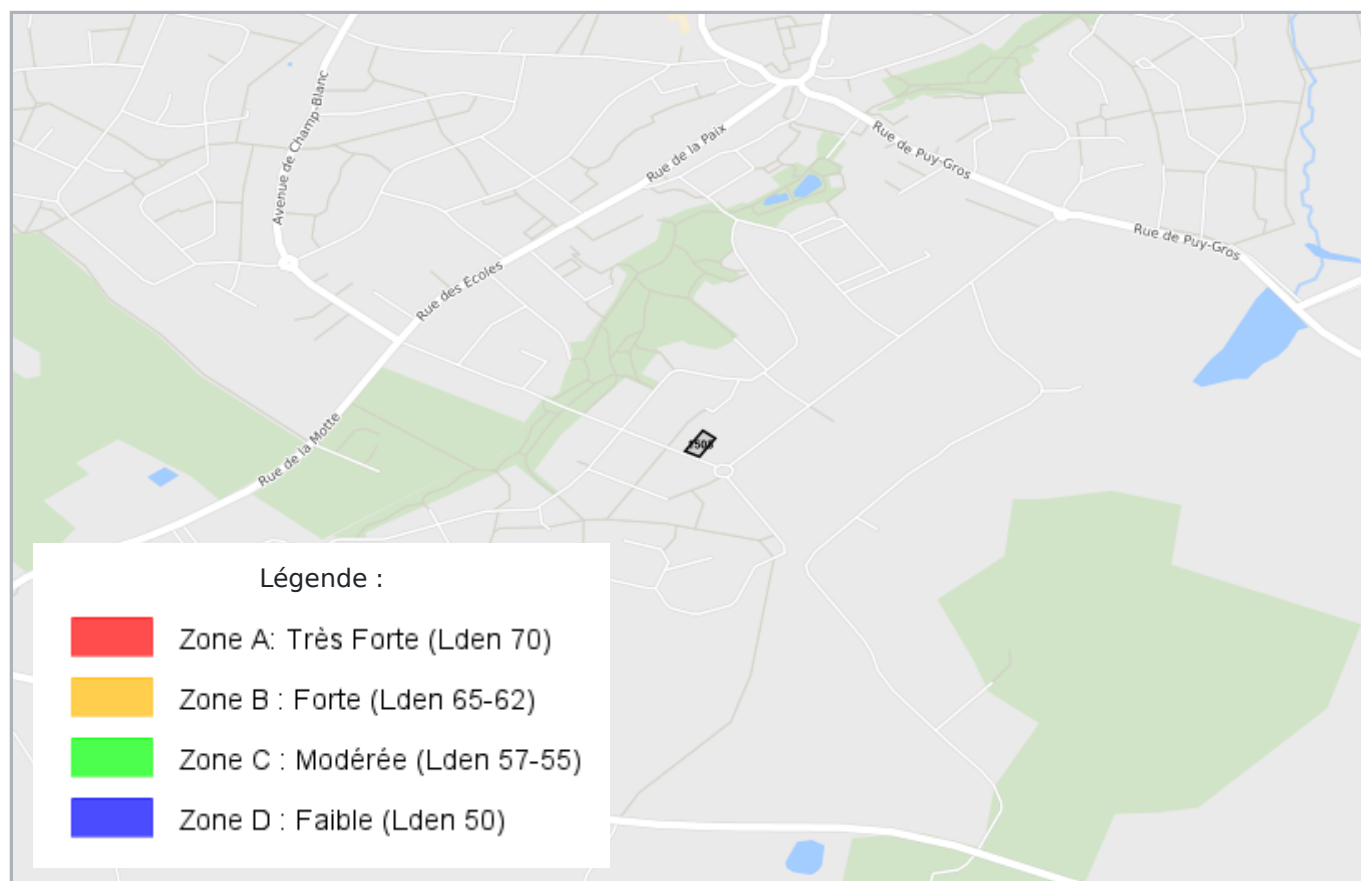 Avenue de Champ-Blanc
Rue de la Paix
Rue de Puy-Gros
Rue de Puy-Gros
Rue des Ecoles
Rue de la Motte
Légende :
Zone A: Très Forte (Lden 70)
Zone B : Forte (Lden 65-62)
Zone C : Modérée (Lden 57-55)
Zone D : Faible (Lden 50)